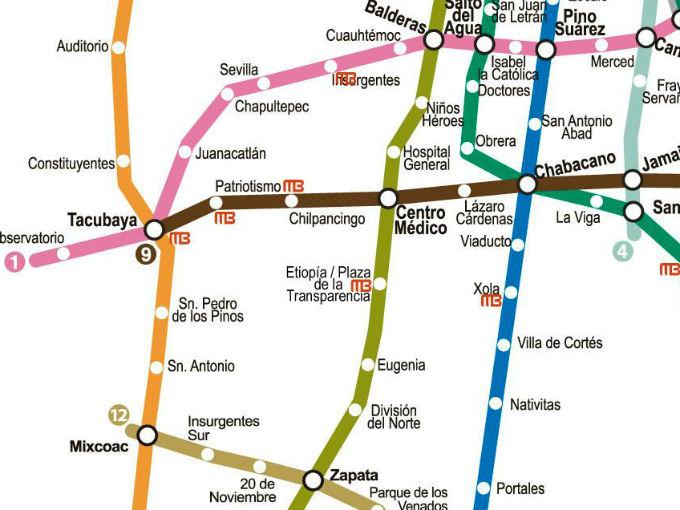 Salto
del
Agua
San Juan
de Letrán
Pino
Suárez
Balderas
Cuauhtémoc
Auditorio
Isabel
la Católica
Merced
Can
Sevilla
Insurgentes
MB
Doctores
Fray
Servan
Chapultepec
Niños
Héroes
San Antonio
Abad
Obrera
Juanacatlán
Hospital
General
Constituyentes
Chabacano
Jamai
Patriotismo MB
MB
Chilpancingo
Lázaro
Cárdenas
La Viga
San
Tacubaya
MB
Centro
Médico
bservatorio
1
9
Viaducto
4
MB
Etiopía / Plaza
de la
Transparencia
MB
Xola
MB
Sn. Pedro
de los Pinos
Villa de Cortés
Sn. Antonio
Eugenia
Nativitas
12
División
del Norte
Insurgentes
Sur
Mixcoac
Zapata
20 de
Noviembre
Parque de los
Venados
Portales